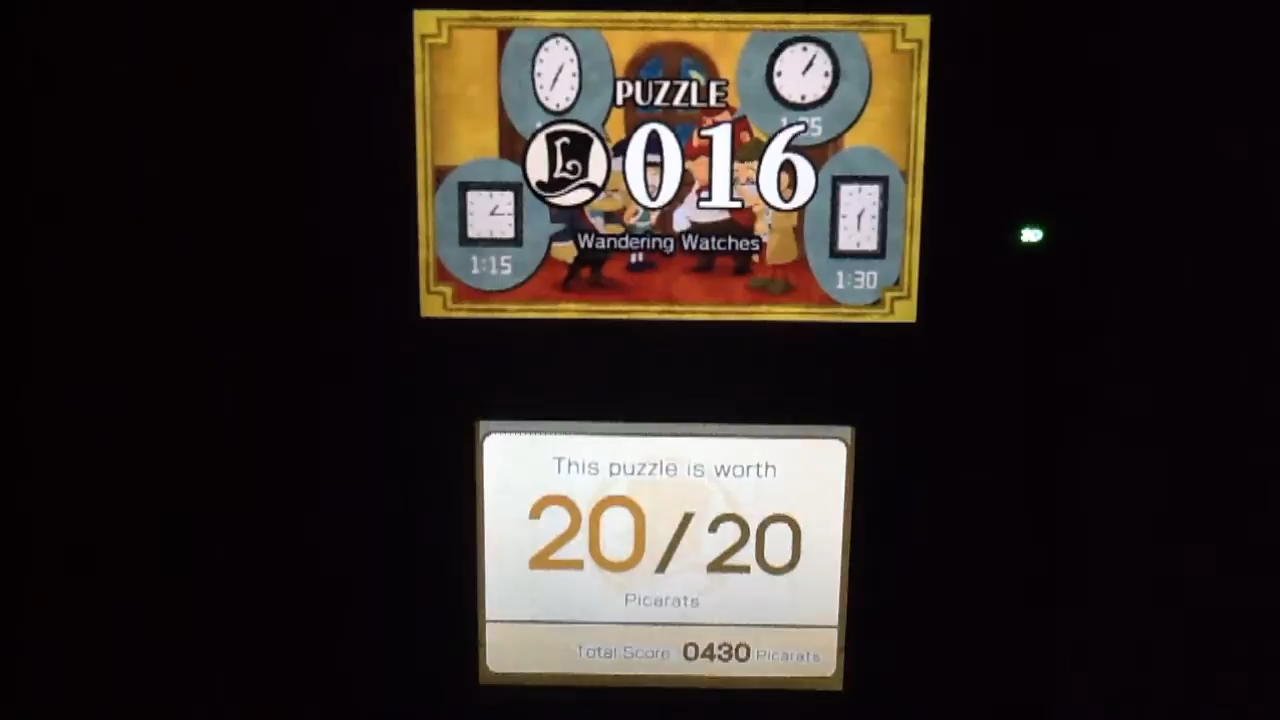 PUZZLE
L 016
Wandering Watches
1:15
1:30
This puzzle is worth
20/20
Picarats
Total Score 0430 Picarats